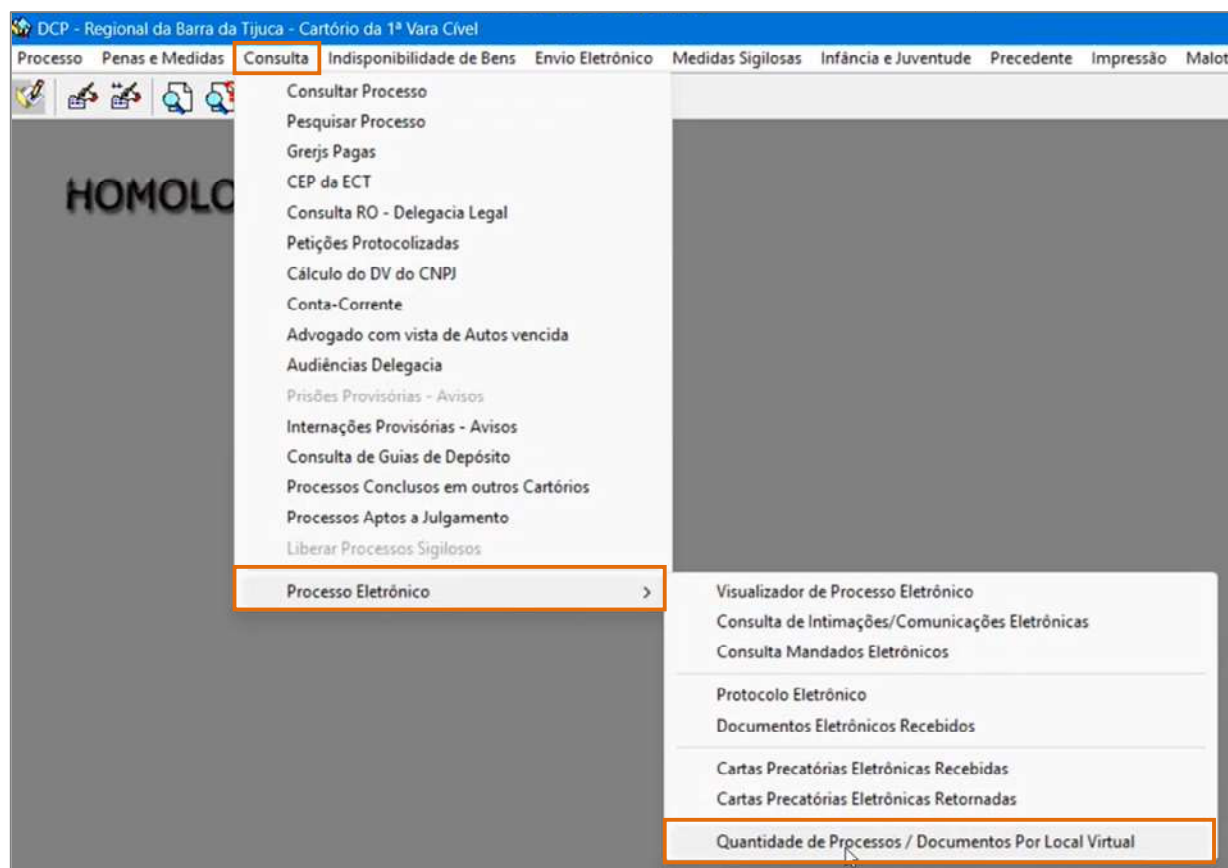 DCP - Regional da Barra da Tijuca - Cartório da 1ª Vara Cível
Processo Penas e Medidas Consulta Indisponibilidade de Bens Envio Eletrônico Medidas Sigilosas Infância e Juventude Precedente Impressão Malot
HOMOLO
Consultar Processo
Pesquisar Processo
Grerjs Pagas
CEP da ECT
Consulta RO - Delegacia Legal
Petições Protocolizadas
Cálculo do DV do CNPJ
Conta-Corrente
Advogado com vista de Autos vencida
Audiências Delegacia
Prisões Provisórias - Avisos
Internações Provisórias - Avisos
Consulta de Guias de Depósito
Processos Conclusos em outros Cartórios
Processos Aptos a Julgamento
Liberar Processos Sigilosos
Processo Eletrônico
Visualizador de Processo Eletrônico
Consulta de Intimações/Comunicações Eletrônicas
Consulta Mandados Eletrônicos
Protocolo Eletrônico
Documentos Eletrônicos Recebidos
Cartas Precatórias Eletrônicas Recebidas
Cartas Precatórias Eletrônicas Retornadas
Quantidade de Processos / Documentos Por Local Virtual